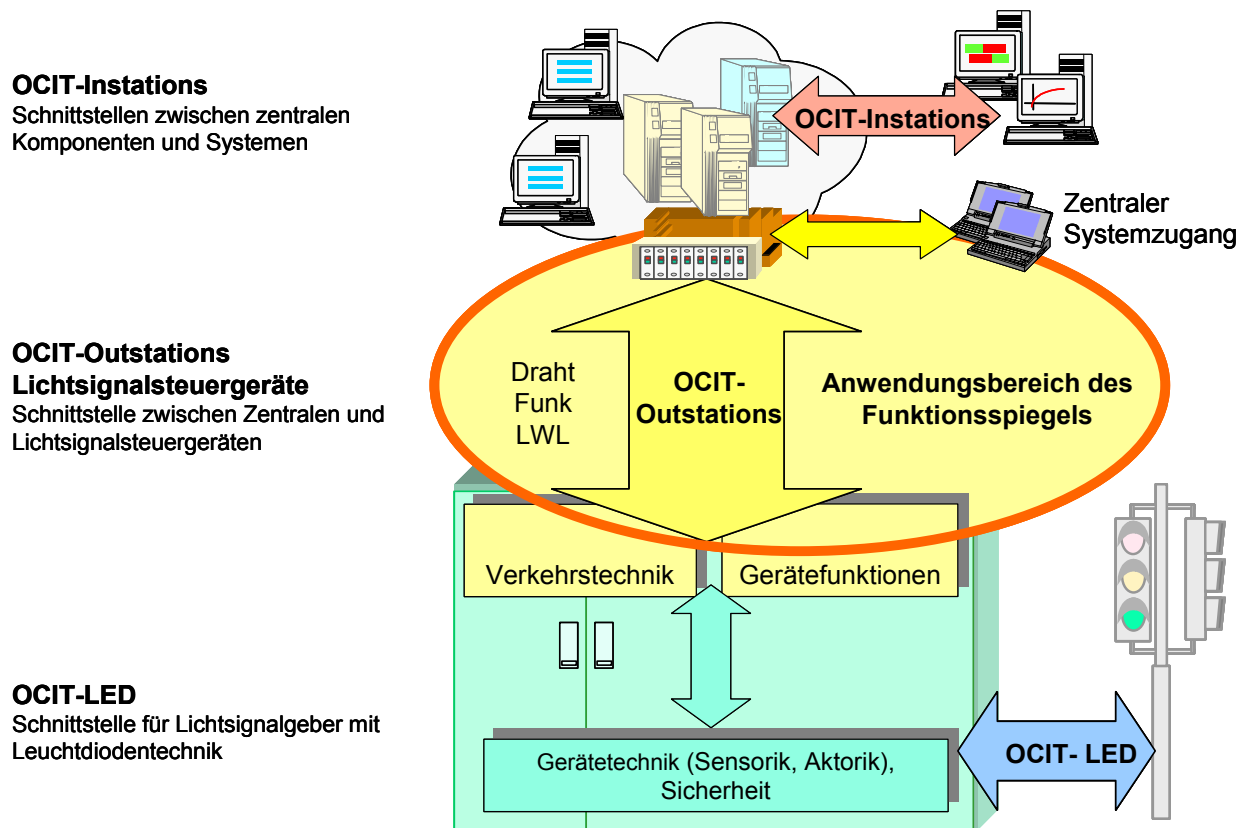 OCIT-Instations
Schnittstellen zwischen zentralen
Komponenten und Systemen
OCIT-Instations
Zentraler
Systemzugang
OCIT-Outstations
Lichtsignalsteuergeräte
Schnittstelle zwischen Zentralen und
Lichtsignalsteuergeräten
Draht
Funk
LWL
OCIT-
Outstations
Anwendungsbereich des
Funktionsspiegels
Verkehrstechnik
Gerätefunktionen
OCIT-LED
Schnittstelle für Lichtsignalgeber mit
Leuchtdiodentechnik
Gerätetechnik (Sensorik, Aktorik),
Sicherheit
OCIT- LED